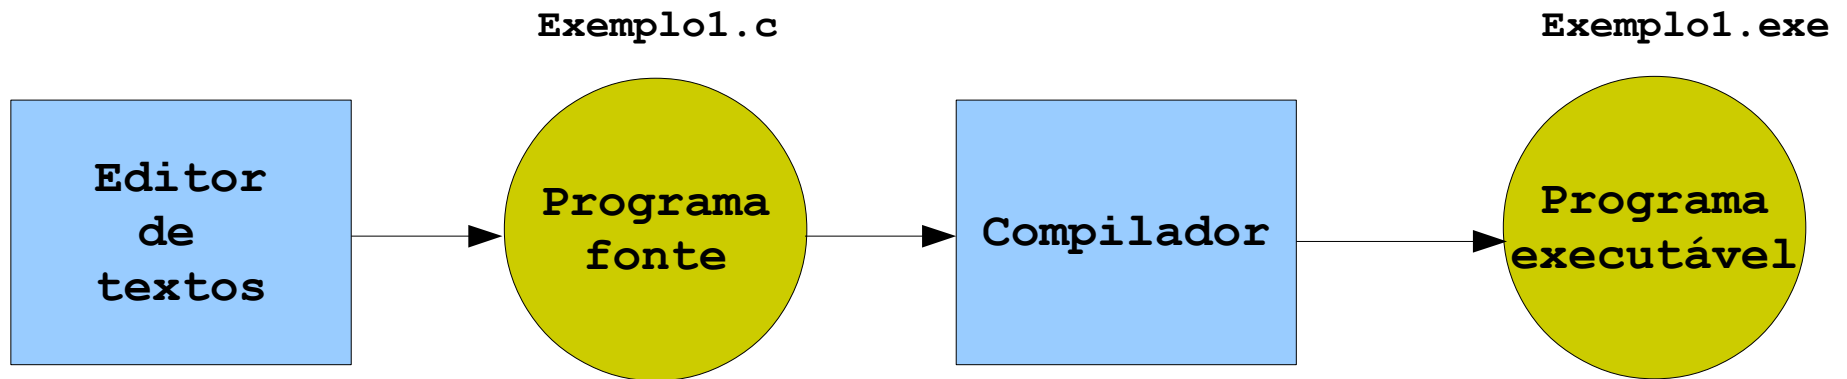 Exemplo1.c
Exemplo1.exe
Editor
de
textos
Programa
fonte
Compilador
Programa
executável